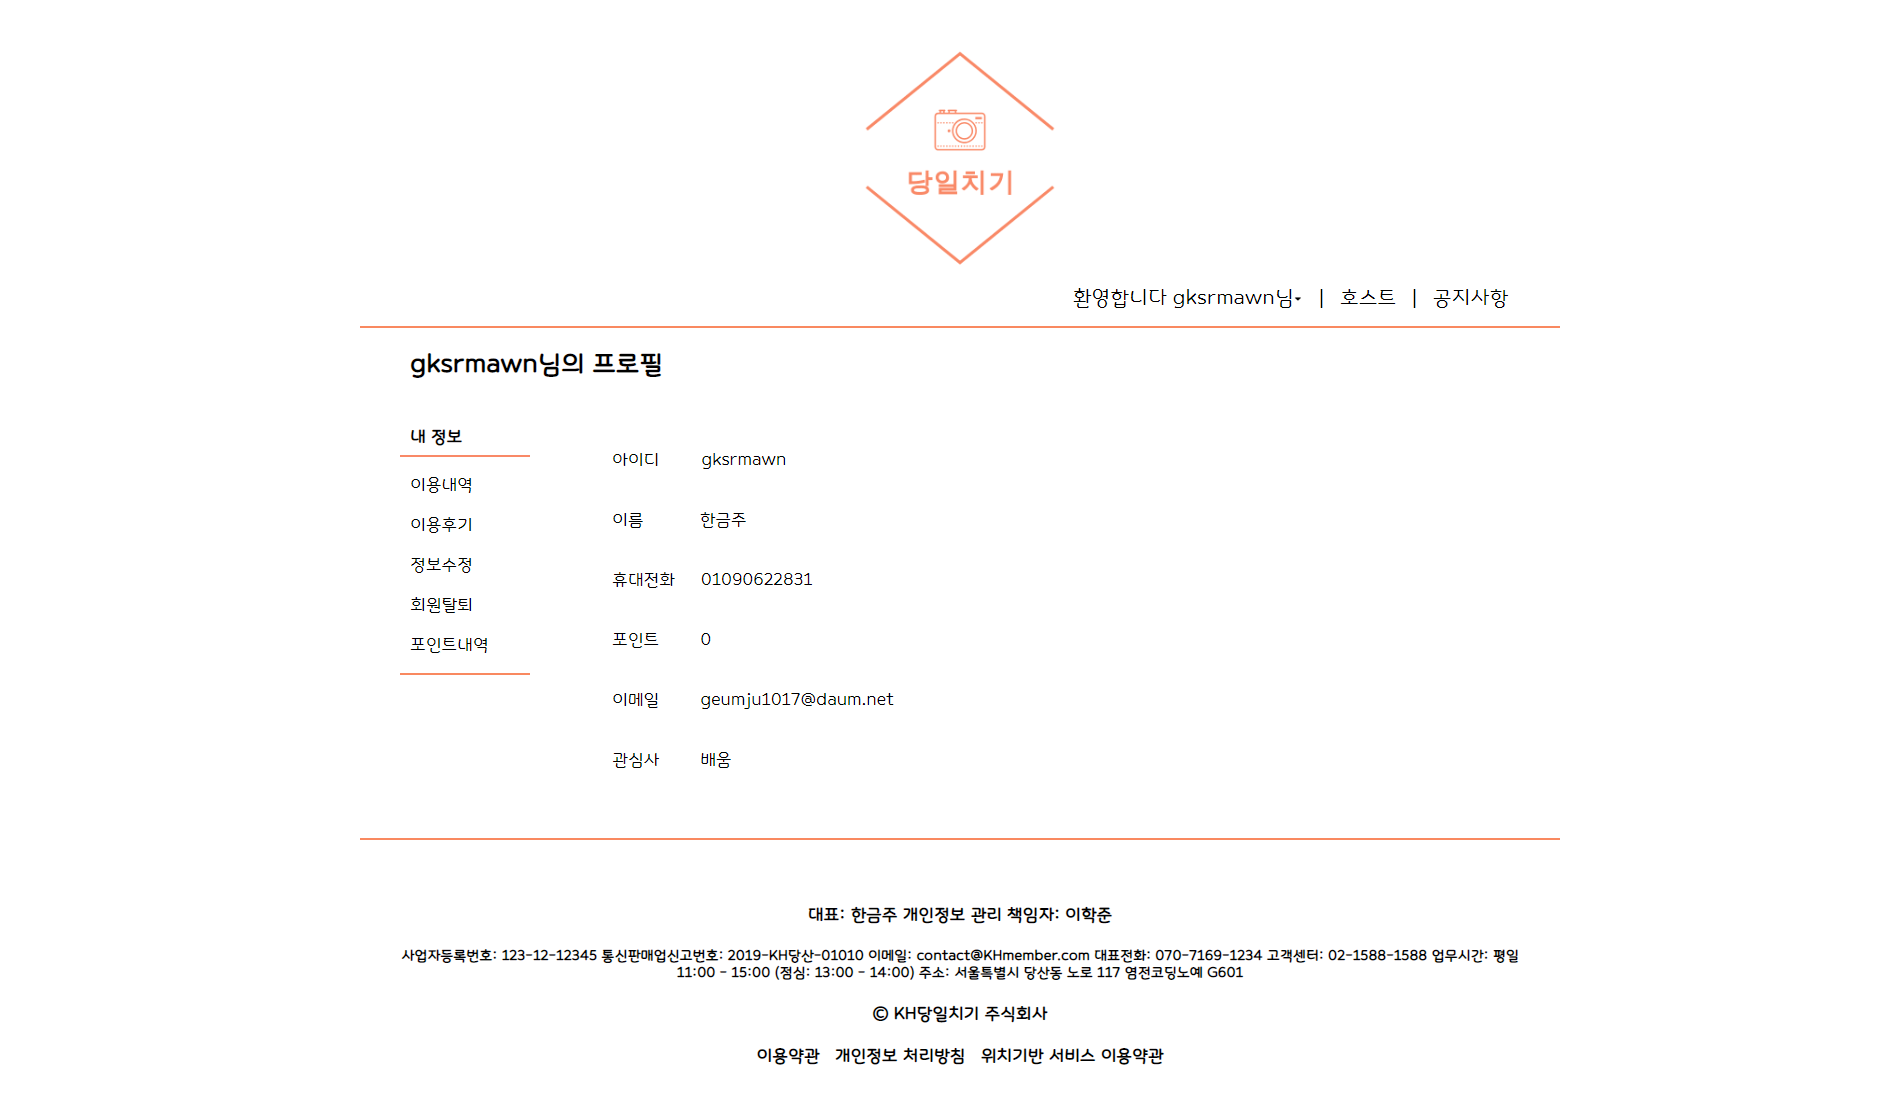 당일치기
환영합니다 gksrmawn님 | 호스트 | 공지사항
gksrmawn님의 프로필
내 정보
이용내역
이용후기
정보수정
회원탈퇴
포인트내역
아이디 gksrmawn
이름 한금주
휴대전화 01090622831
포인트 0
이메일 geumju1017@daum.net
관심사 배움
대표: 한금주 개인정보 관리 책임자: 이학준
사업자등록번호: 123-12-12345 통신판매업신고번호: 2019-KH당산-01010 이메일: contact@KHmember.com 대표전화: 070-7169-1234 고객센터: 02-1588-1588 업무시간: 평일
11:00 - 15:00 (점심: 13:00 - 14:00) 주소: 서울특별시 당산동 노로 117 염전코딩노예 G601
© KH당일치기 주식회사
이용약관 개인정보 처리방침 위치기반 서비스 이용약관